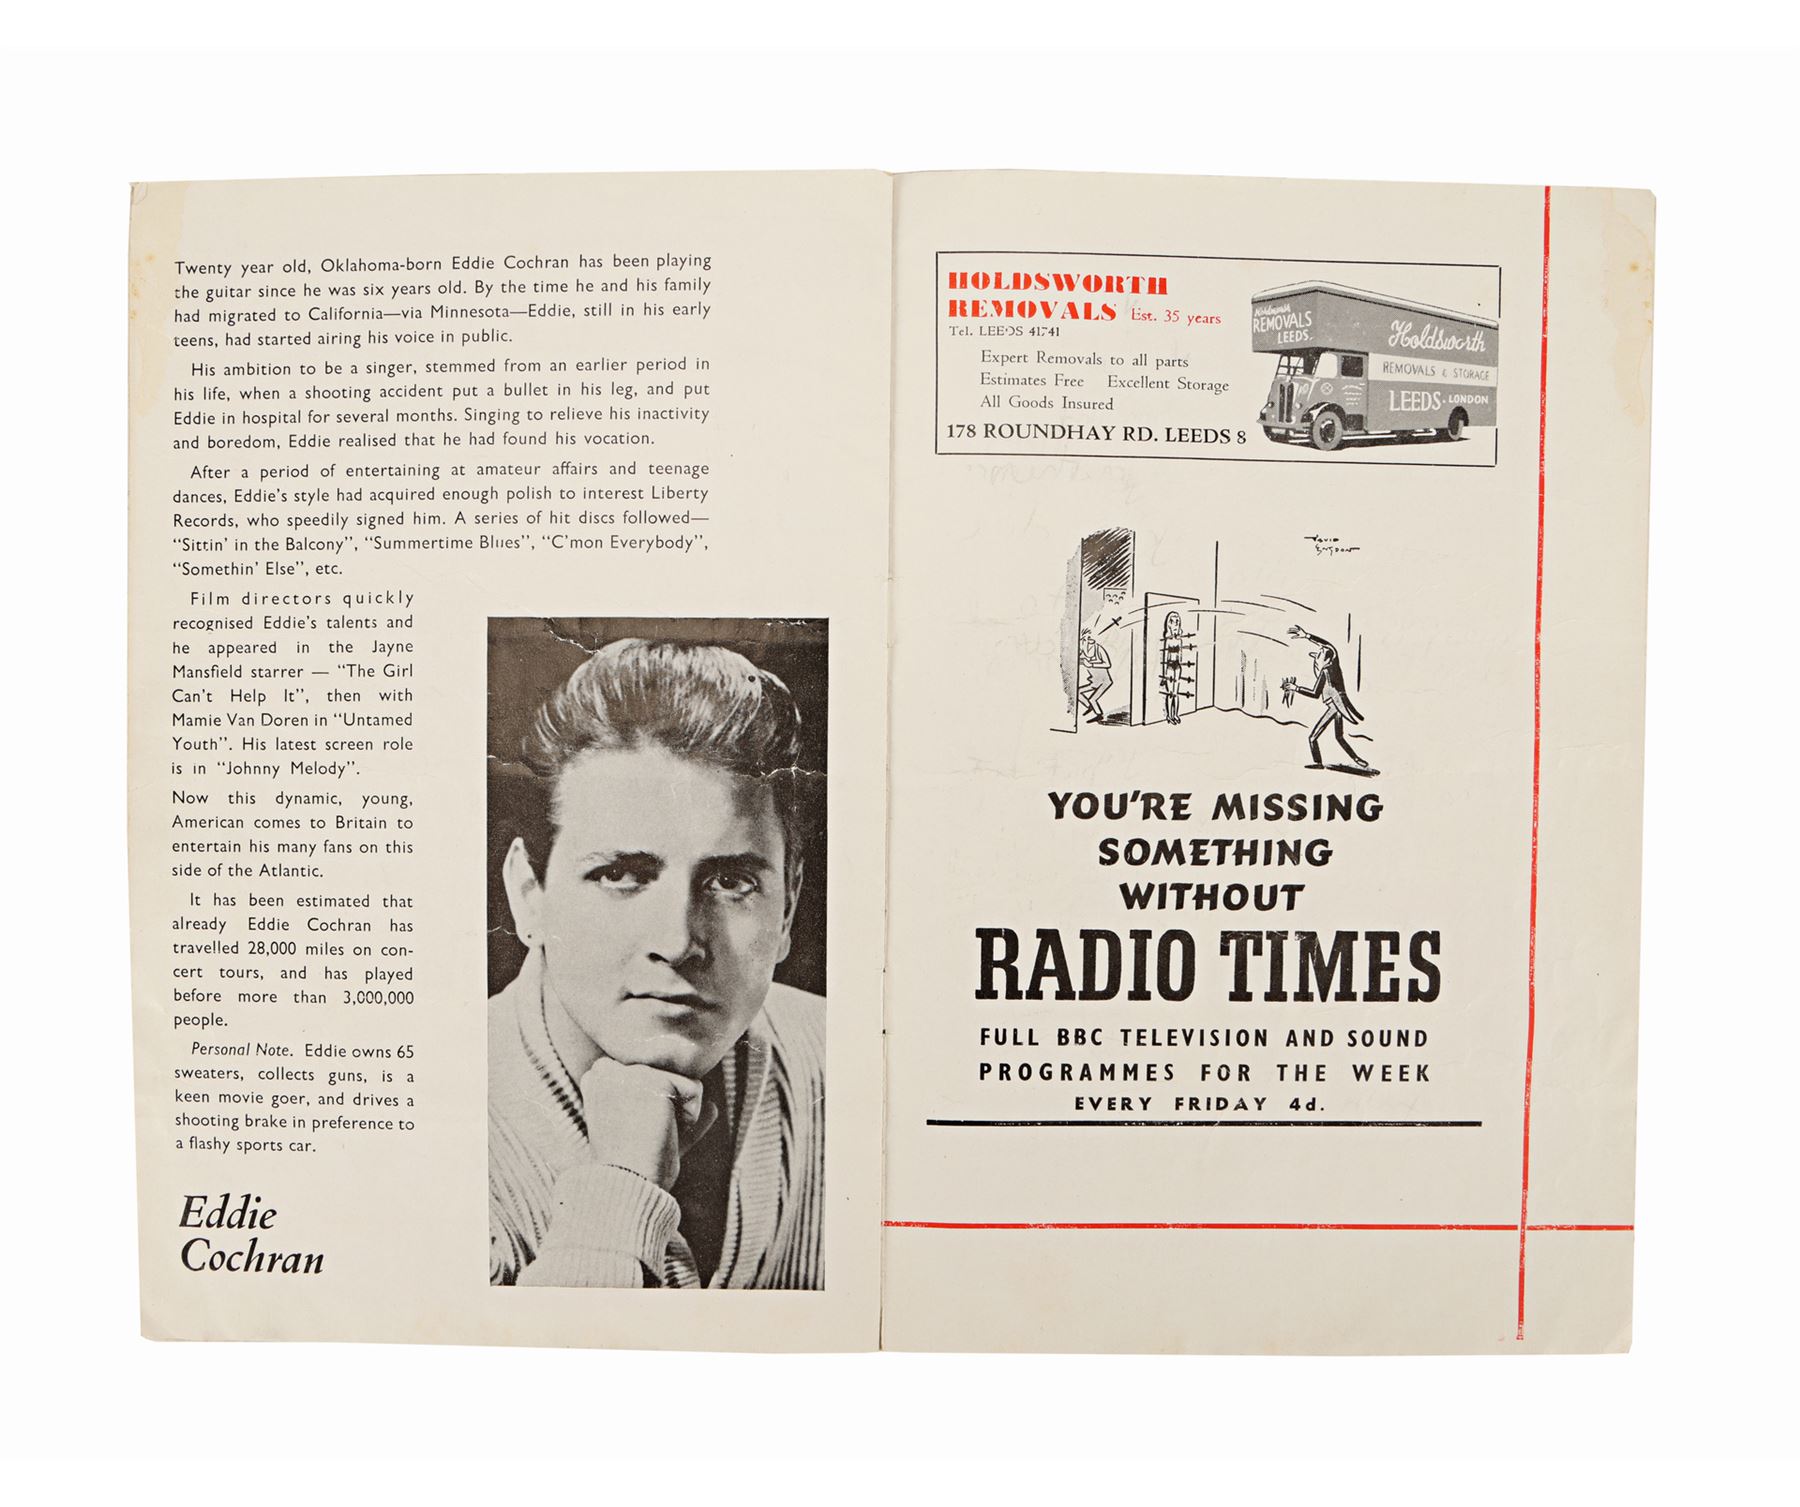 Twenty year old, Oklahoma-born Eddie Cochran has been playing
the guitar since he was six years old. By the time he and his family
had migrated to California—via Minnesota—Eddie, still in his early
teens, had started airing his voice in public.
His ambition to be a singer, stemmed from an earlier period in
his life, when a shooting accident put a bullet in his leg, and put
Eddie in hospital for several months. Singing to relieve his inactivity
and boredom, Eddie realised that he had found his vocation.
After a period of entertaining at amateur affairs and teenage
dances, Eddie's style had acquired enough polish to interest Liberty
Records, who speedily signed him. A series of hit discs followed—
"Sittin' in the Balcony", "Summertime Blues", "C'mon Everybody",
"Somethin' Else", etc.
Film directors quickly
recognised Eddie's talents and
he appeared in the Jayne
Mansfield starrer — "The Girl
Can't Help It", then with
Mamie Van Doren in "Untamed
Youth". His latest screen role
is in "Johnny Melody".
Now this dynamic, young,
American comes to Britain to
entertain his many fans on this
side of the Atlantic.
It has been estimated that
already Eddie Cochran has
travelled 28,000 miles on con-
cert tours, and has played
before more than 3,000,000
people.
Personal Note. Eddie owns 65
sweaters, collects guns, is a
keen movie goer, and drives a
shooting brake in preference to
a flashy sports car.
Eddie
Cochran
HOLDSWORTH
REMOVALS Est. 35 years
Tel. LEEDS 41741
Expert Removals to all parts
Estimates Free Excellent Storage
All Goods Insured
178 ROUNDHAY RD. LEEDS 8
Holdsworth
REMOVALS
LEEDS.
Holdsworth
REMOVALS & STORAGE
LEEDS. LONDON
DAVID
LANGDON
YOU'RE MISSING
SOMETHING
WITHOUT
RADIO TIMES
FULL BBC TELEVISION AND SOUND
PROGRAMMES FOR THE WEEK
EVERY FRIDAY 4d.